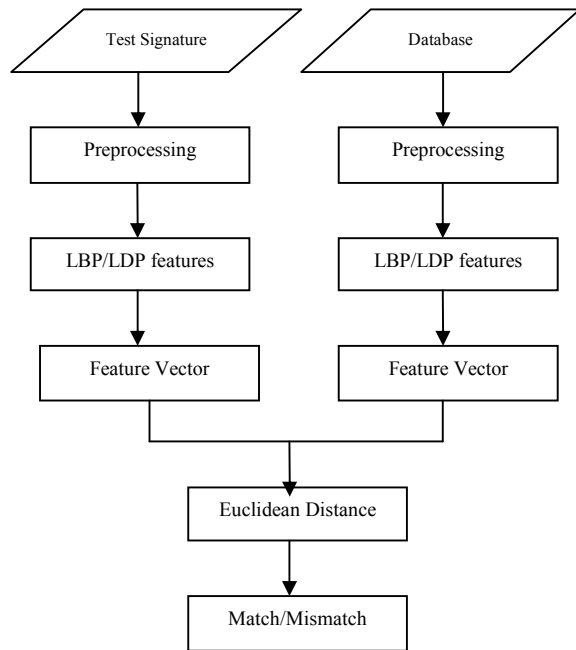 Test Signature
Database
Preprocessing
Preprocessing
LBP/LDP features
LBP/LDP features
Feature Vector
Feature Vector
Euclidean Distance
Match/Mismatch